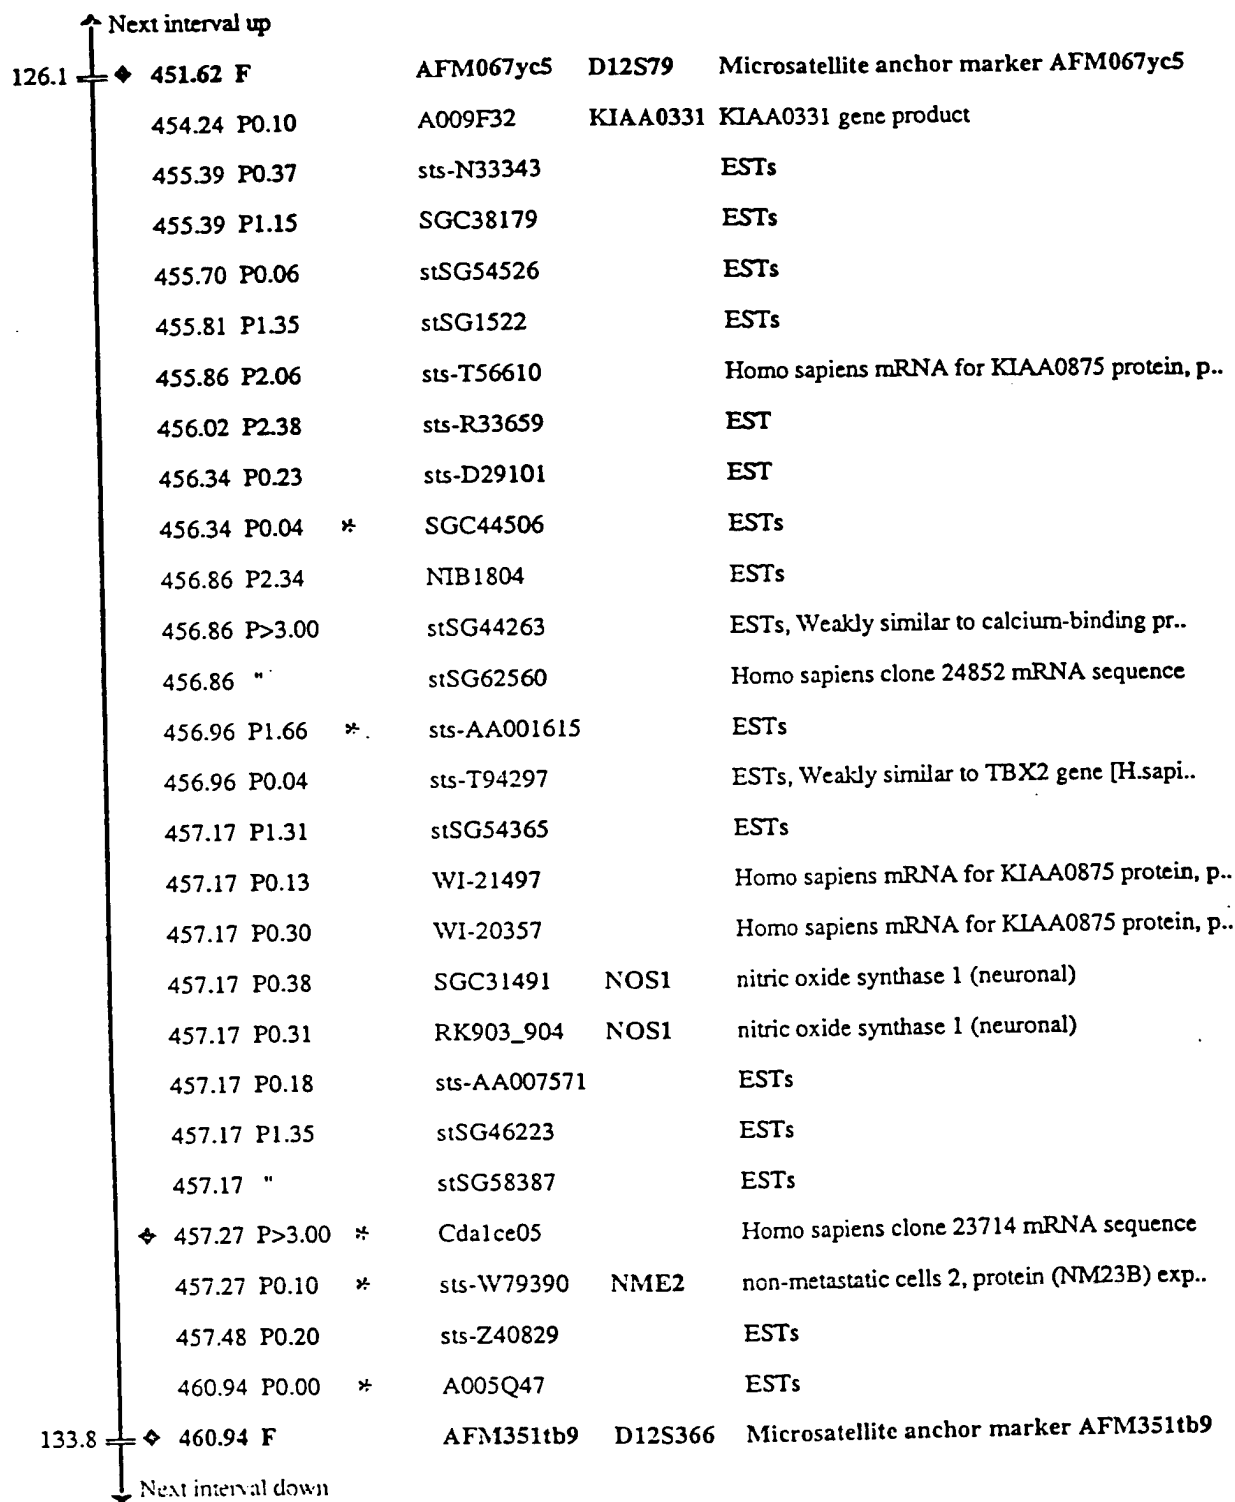 Next interval up
126.1 451.62 F AFM067yc5 D12S79 Microsatellite anchor marker AFM067yc5
454.24 P0.10 A009F32 KIAA0331 KIAA0331 gene product
455.39 P0.37 sts-N33343 ESTs
455.39 P1.15 SGC38179 ESTs
455.70 P0.06 stSG54526 ESTs
455.81 P1.35 stSG1522 ESTs
455.86 P2.06 sts-T56610 Homo sapiens mRNA for KIAA0875 protein, p..
456.02 P2.38 sts-R33659 EST
456.34 P0.23 sts-D29101 EST
456.34 P0.04 * SGC44506 ESTs
456.86 P2.34 NIB1804 ESTs
456.86 P>3.00 stSG44263 ESTs, Weakly similar to calcium-binding pr..
456.86 " stSG62560 Homo sapiens clone 24852 mRNA sequence
456.96 P1.66 * sts-AA001615 ESTs
456.96 P0.04 sts-T94297 ESTs, Weakly similar to TBX2 gene [H.sapi..
457.17 P1.31 stSG54365 ESTs
457.17 P0.13 WI-21497 Homo sapiens mRNA for KIAA0875 protein, p..
457.17 P0.30 WI-20357 Homo sapiens mRNA for KIAA0875 protein, p..
457.17 P0.38 SGC31491 NOS1 nitric oxide synthase 1 (neuronal)
457.17 P0.31 RK903_904 NOS1 nitric oxide synthase 1 (neuronal)
457.17 P0.18 sts-AA007571 ESTs
457.17 P1.35 stSG46223 ESTs
457.17 " stSG58387 ESTs
457.27 P>3.00 * Cda1ce05 Homo sapiens clone 23714 mRNA sequence
457.27 P0.10 * sts-W79390 NME2 non-metastatic cells 2, protein (NM23B) exp..
457.48 P0.20 sts-Z40829 ESTs
460.94 P0.00 * A005Q47 ESTs
133.8 460.94 F AFM351tb9 D12S366 Microsatellite anchor marker AFM351tb9
Next interval down